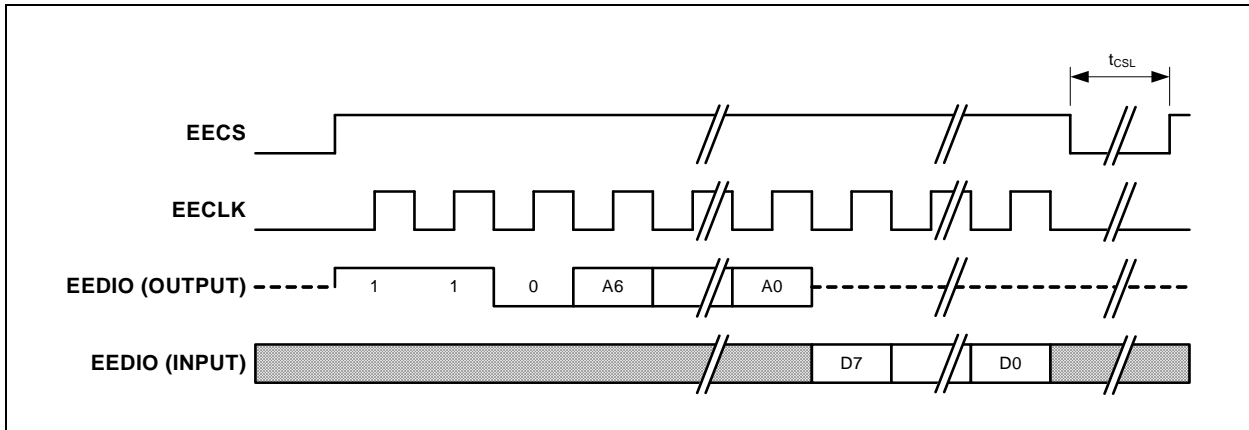 tCSL
EECS
EECLK
EEDIO (OUTPUT)
1 1 0 A6 A0
EEDIO (INPUT)
D7 D0